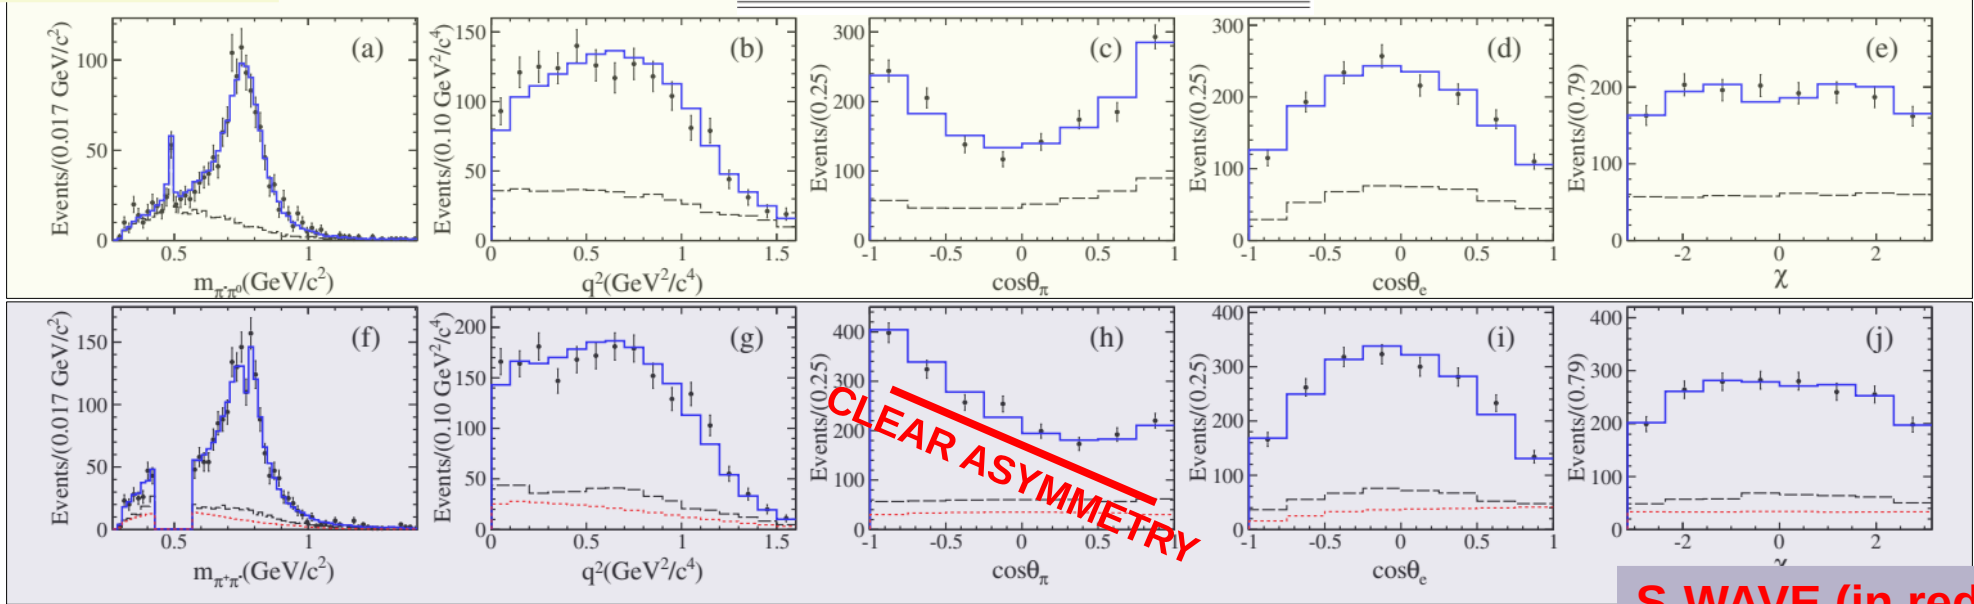 (a)
Events/(0.017 GeV/c²)
100
50
0
0.5
1
m_π⁻π⁰(GeV/c²)
(b)
Events/(0.10 GeV²/c⁴)
150
100
50
0
0
0.5
1
1.5
q²(GeV²/c⁴)
(c)
Events/(0.25)
300
200
100
0
-1
-0.5
0
0.5
1
cosθ_π
(d)
Events/(0.25)
300
200
100
0
-1
-0.5
0
0.5
1
cosθ_e
(e)
Events/(0.79)
200
100
0
-2
0
2
χ
(f)
Events/(0.017 GeV/c²)
150
100
50
0
0.5
1
m_π⁺π⁻(GeV/c²)
(g)
Events/(0.10 GeV²/c⁴)
200
150
100
50
0
0
0.5
1
1.5
q²(GeV²/c⁴)
(h)
Events/(0.25)
400
300
200
100
0
-1
-0.5
0
0.5
cosθ_π
CLEAR ASYMMETRY
(i)
Events/(0.25)
400
300
200
100
0
-1
-0.5
0
0.5
1
cosθ_e
(j)
Events/(0.79)
400
300
200
100
0
-2
0
2
S-WAVE (in red